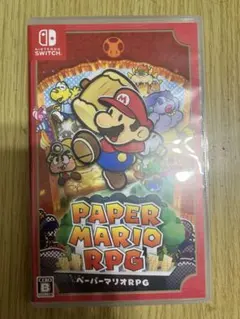 NINTENDO
SWITCH
PAPER
MARIO
RPG
ペーパーマリオRPG
B